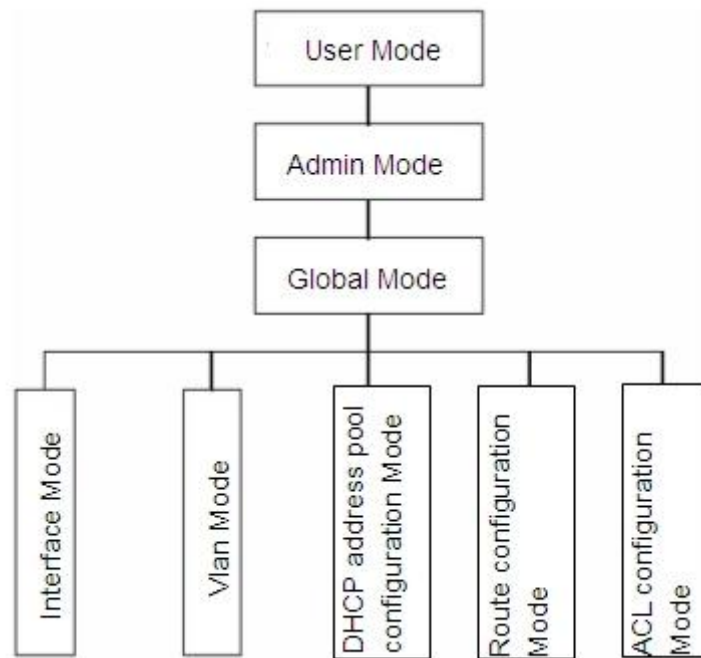 User Mode
Admin Mode
Global Mode
Interface Mode
Vlan Mode
DHCP address pool
configuration Mode
Route configuration
Mode
ACL configuration
Mode